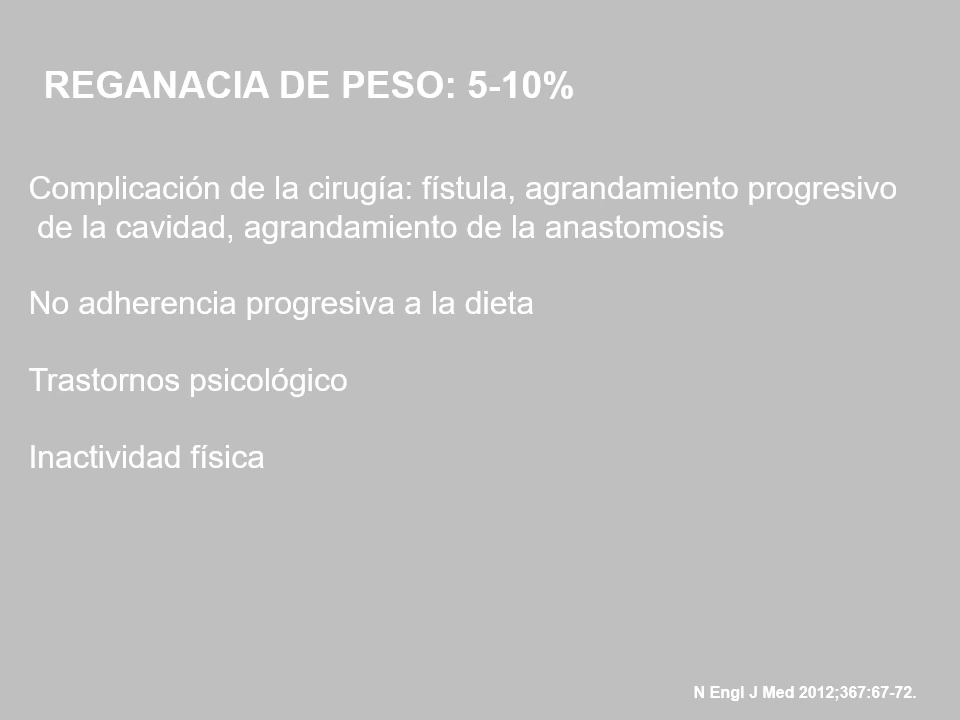 REGANACIA DE PESO: 5-10%
Complicación de la cirugía: fístula, agrandamiento progresivo
de la cavidad, agrandamiento de la anastomosis
No adherencia progresiva a la dieta
Trastornos psicológico
Inactividad física
N Engl J Med 2012;367:67-72.